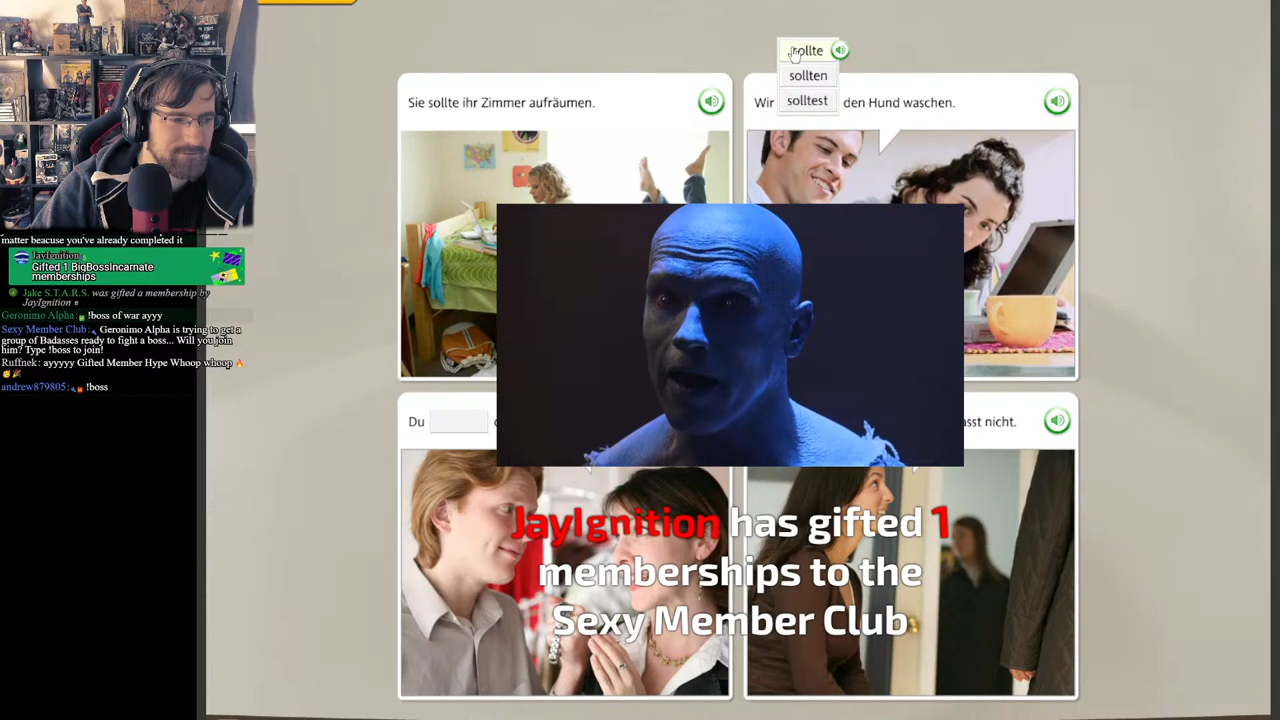 sollte
sollten
solltest
Sie sollte ihr Zimmer aufräumen.
Wir
den Hund waschen.
matter beacuse you've already completed it
JayIgnition
Gifted 1 BigBossIncarnate
memberships
Jake S.T.A.R.S. was gifted a membership by
JayIgnition
Geronimo Alpha: !boss of war ayyy
Sexy Member Club: Geronimo Alpha is trying to get a
group of Badasses ready to fight a boss... Will you join
him? Type !boss to join!
Ruffnek: ayyyyy Gifted Member Hype Whoop whoop 🔥
🥳🎉
andrew879805: !boss
Du
nicht.
JayIgnition has gifted 1
memberships to the
Sexy Member Club